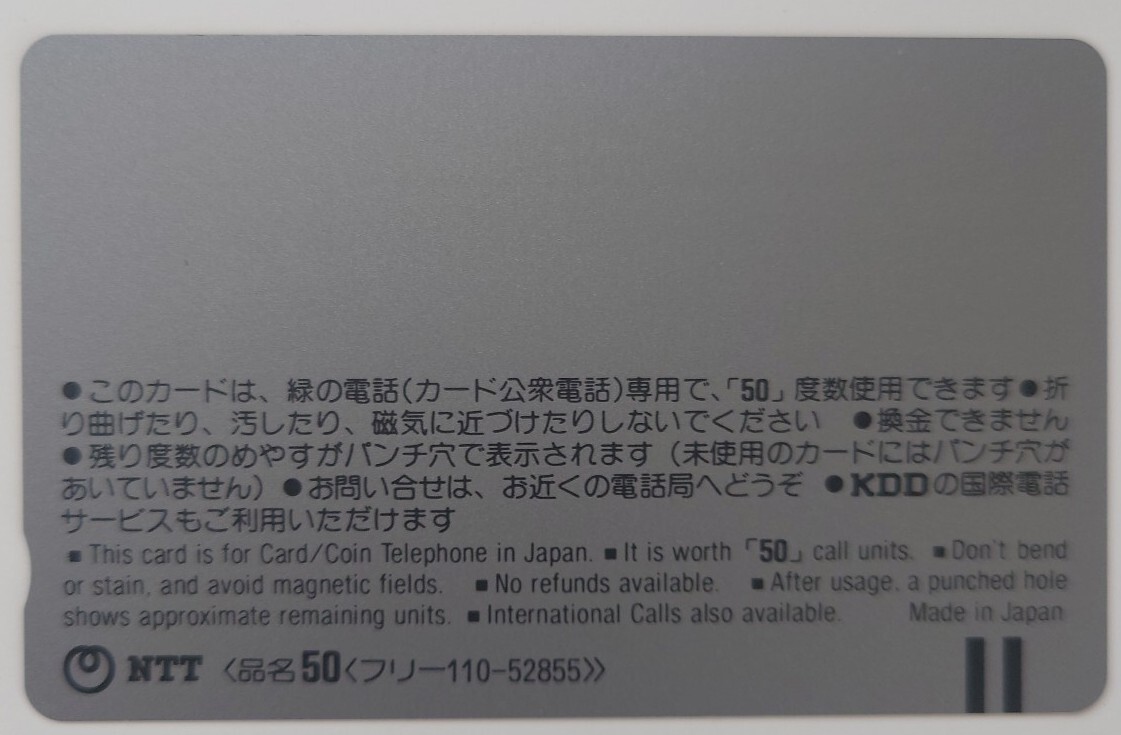 ●このカードは、緑の電話(カード公衆電話)専用で、「50」度数使用できます●折
り曲げたり、汚したり、磁気に近づけたりしないでください ●換金できません
●残り度数のめやすがパンチ穴で表示されます(未使用のカードにはパンチ穴が
あいていません)●お問い合せは、お近くの電話局へどうぞ ●KDDの国際電話
サービスもご利用いただけます
■This card is for Card/Coin Telephone in Japan. ■It is worth 「50」 call units. ■Don't bend
or stain, and avoid magnetic fields. ■No refunds available. ■After usage. a punched hole
shows approximate remaining units. ■International Calls also available. Made in Japan
NTT 〈品名50〈フリー110-52855〉〉